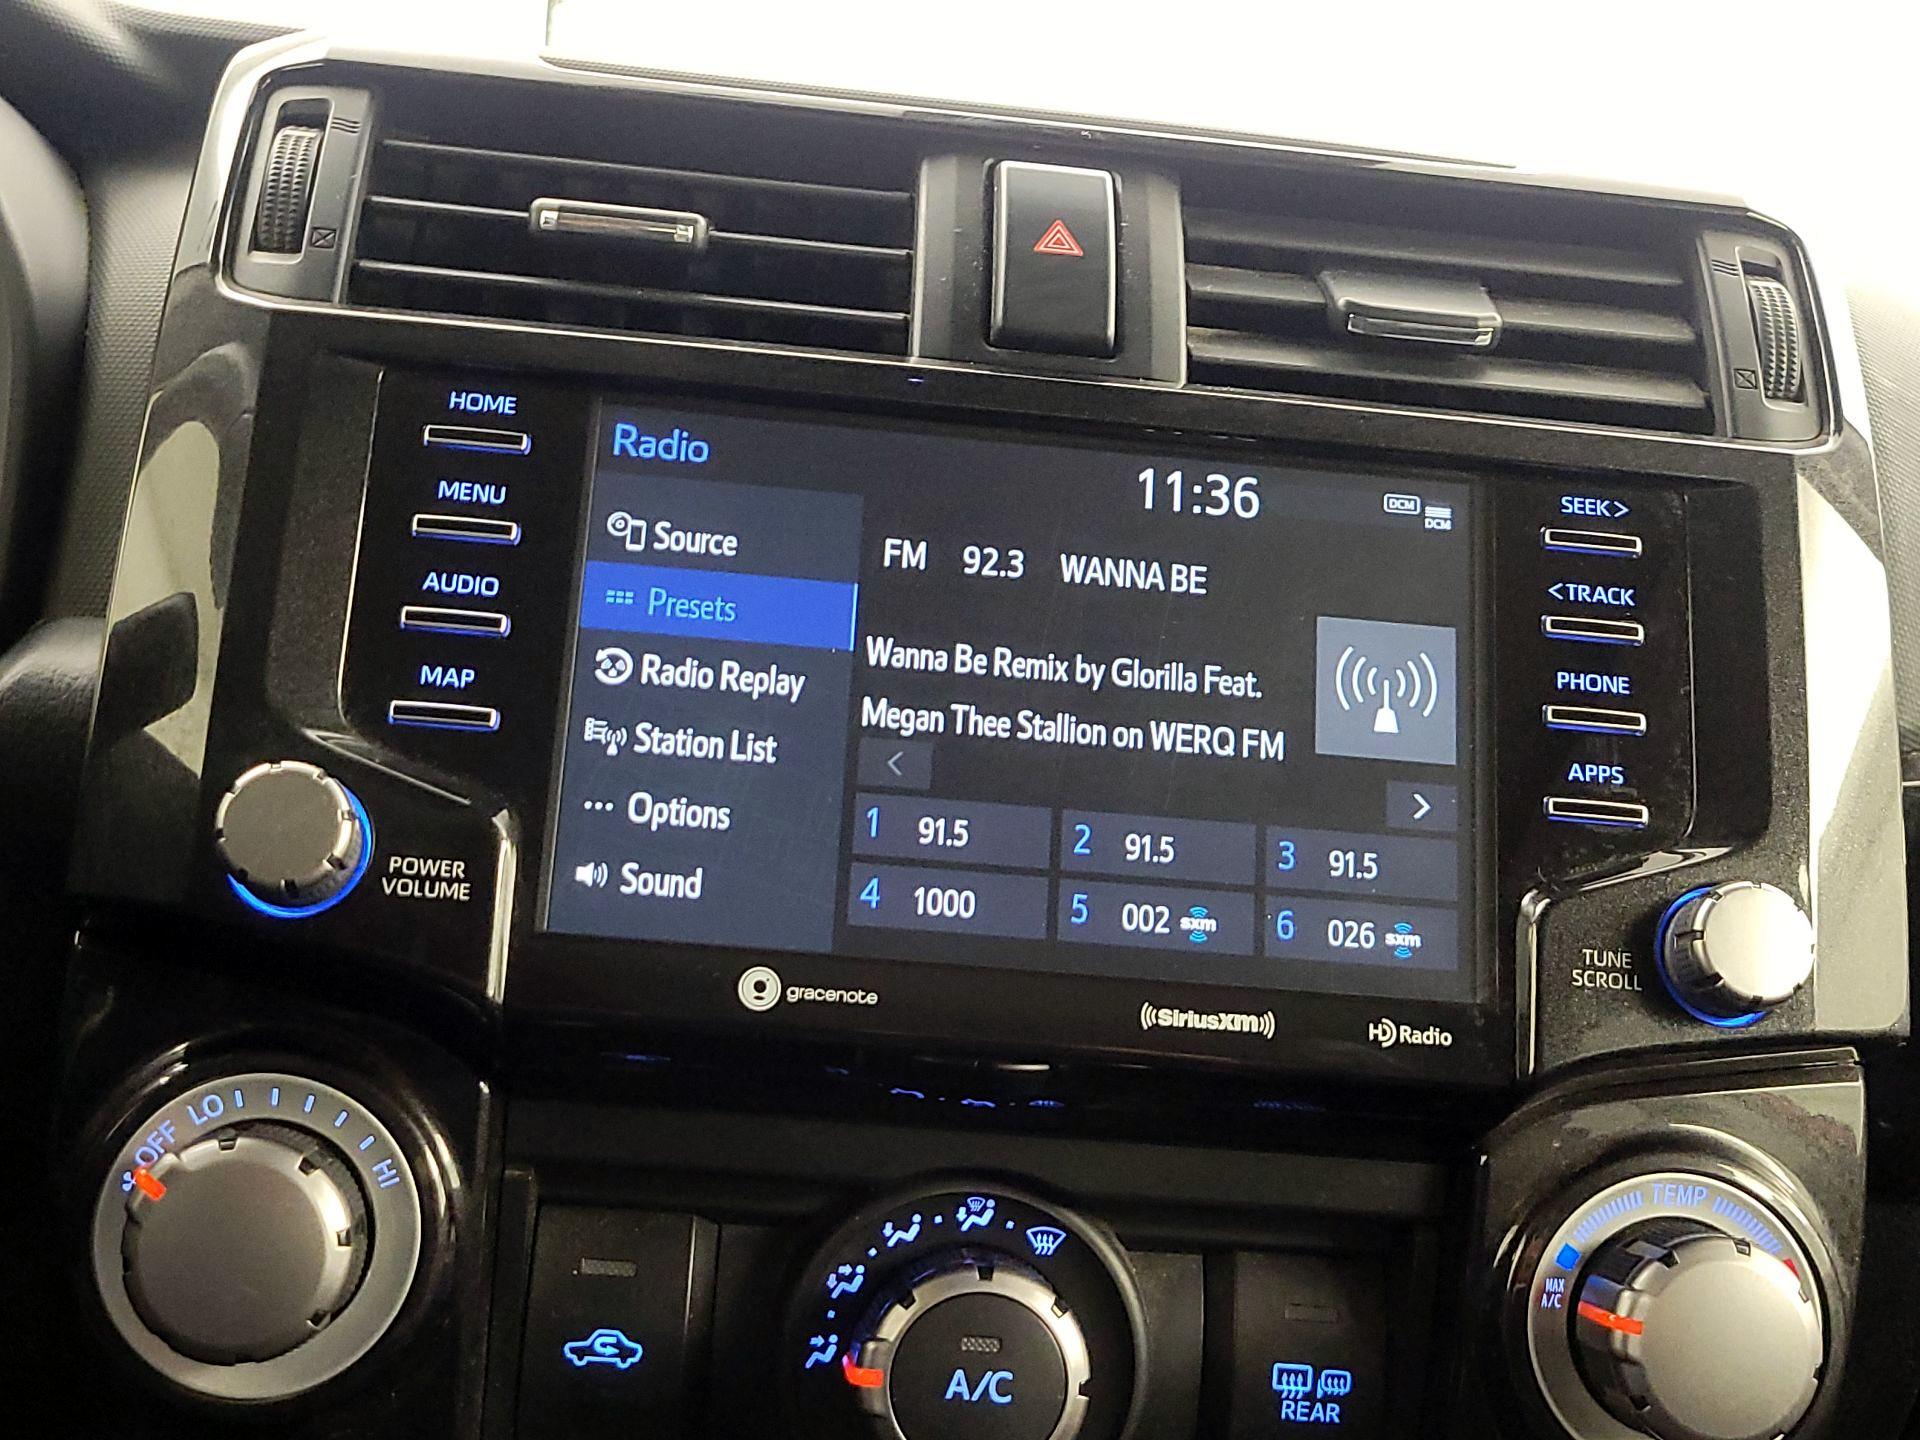 HOME
MENU
AUDIO
MAP
POWER
VOLUME
Radio
11:36
DCM
DCM
Source
Presets
Radio Replay
Station List
Options
Sound
FM 92.3 WANNA BE
Wanna Be Remix by Glorilla Feat.
Megan Thee Stallion on WERQ FM
<
>
1 91.5
2 91.5
3 91.5
4 1000
5 002 sxm
6 026 sxm
SEEK>
<TRACK
PHONE
APPS
TUNE
SCROLL
gracenote
SiriusXM
HD Radio
OFF LO HI
A/C
REAR
TEMP
MAX
A/C